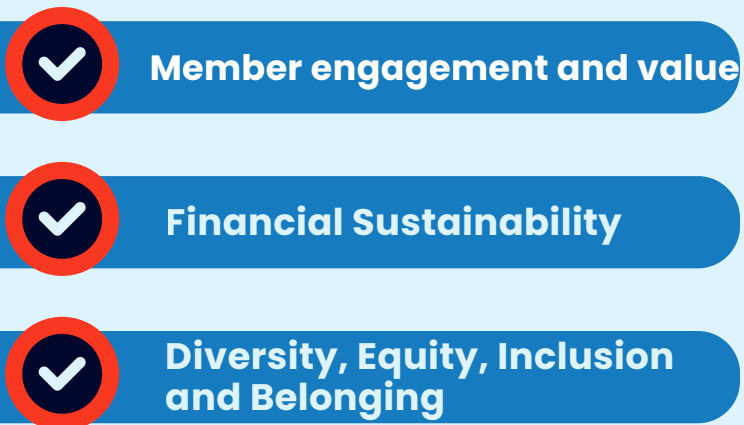 Member engagement and value
Financial Sustainability
Diversity, Equity, Inclusion
and Belonging